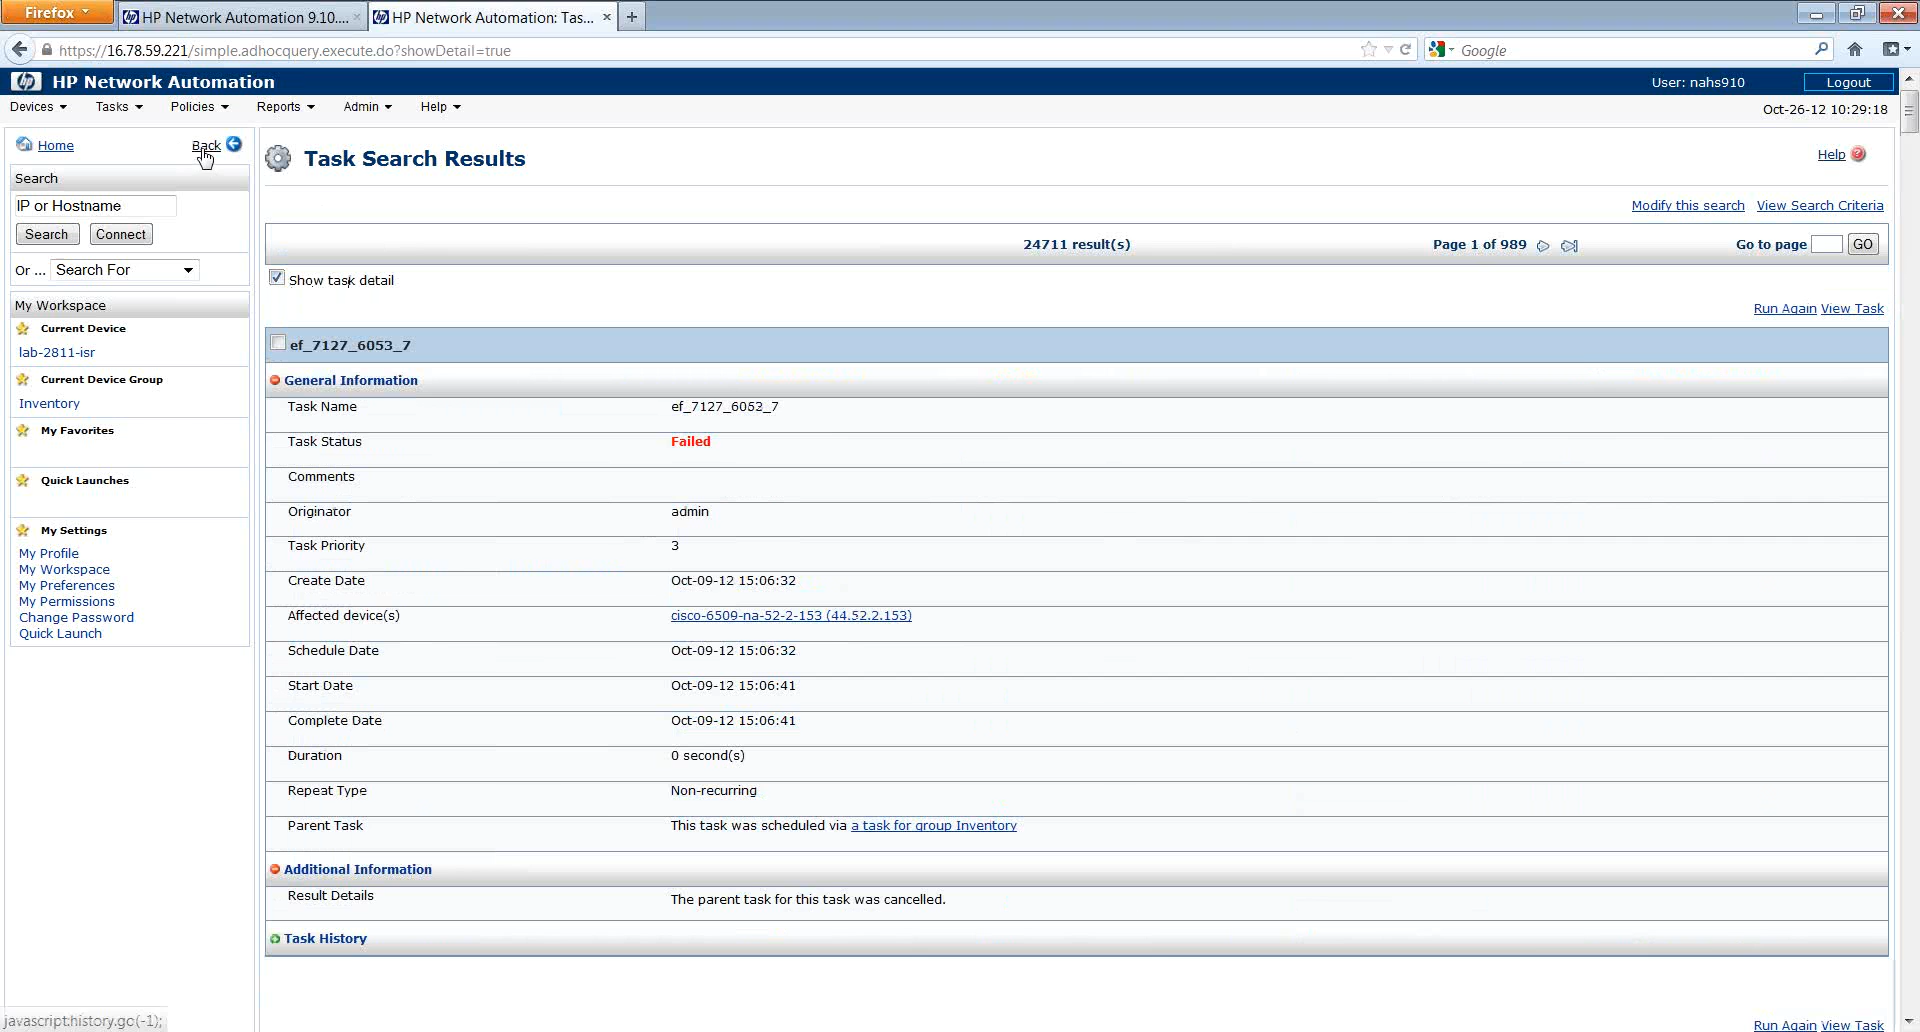 Firefox
HP Network Automation 9.10....
HP Network Automation: Tas...
https://16.78.59.221/simple.adhocquery.execute.do?showDetail=true
Google
hp HP Network Automation
User: nahs910
Logout
Devices Tasks Policies Reports Admin Help
Oct-26-12 10:29:18
Home
Back
Search
IP or Hostname
Search Connect
Or ... Search For
My Workspace
Current Device
lab-2811-isr
Current Device Group
Inventory
My Favorites
Quick Launches
My Settings
My Profile
My Workspace
My Preferences
My Permissions
Change Password
Quick Launch
Task Search Results
Help
Modify this search View Search Criteria
24711 result(s) Page 1 of 989 Go to page GO
Show task detail
Run Again View Task
ef_7127_6053_7
General Information
Task Name ef_7127_6053_7
Task Status Failed
Comments
Originator admin
Task Priority 3
Create Date Oct-09-12 15:06:32
Affected device(s) cisco-6509-na-52-2-153 (44.52.2.153)
Schedule Date Oct-09-12 15:06:32
Start Date Oct-09-12 15:06:41
Complete Date Oct-09-12 15:06:41
Duration 0 second(s)
Repeat Type Non-recurring
Parent Task This task was scheduled via a task for group Inventory
Additional Information
Result Details The parent task for this task was cancelled.
Task History
Run Again View Task
javascript:history.go(-1);